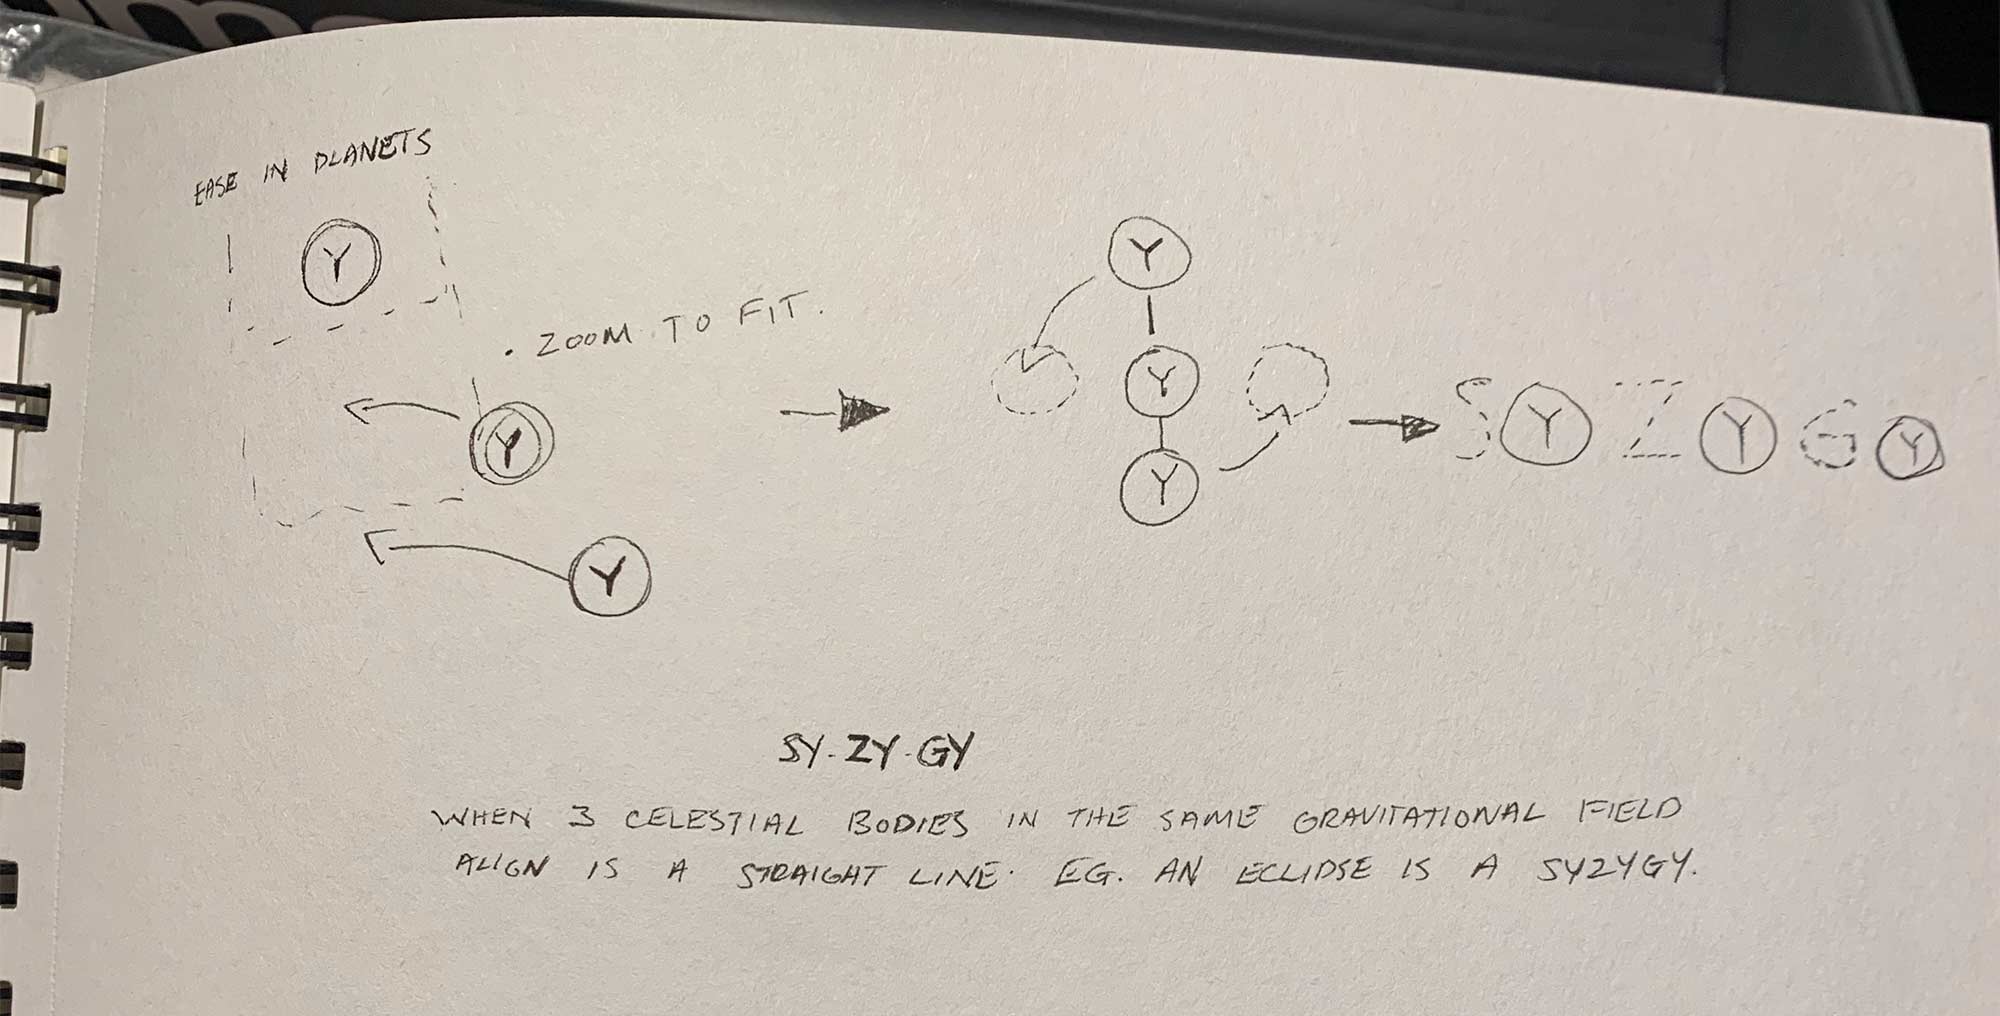 EASE IN PLANETS
Y
. ZOOM TO FIT.
Y
Y
Y
Y
Y
S Y Z Y G Y
SY-ZY-GY
WHEN 3 CELESTIAL BODIES IN THE SAME GRAVITATIONAL FIELD
ALIGN IS A STRAIGHT LINE. EG. AN ECLIPSE IS A SYZYGY.